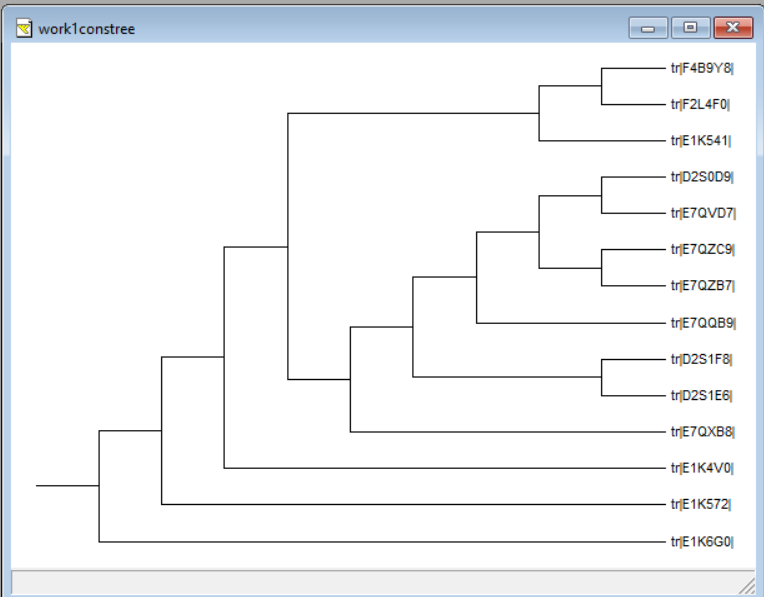 work1constree
tr|F4B9Y8|
tr|F2L4F0|
tr|E1K541|
tr|D2S0D9|
tr|E7QVD7|
tr|E7QZC9|
tr|E7QZB7|
tr|E7QQB9|
tr|D2S1F8|
tr|D2S1E6|
tr|E7QXB8|
tr|E1K4V0|
tr|E1K572|
tr|E1K6G0|